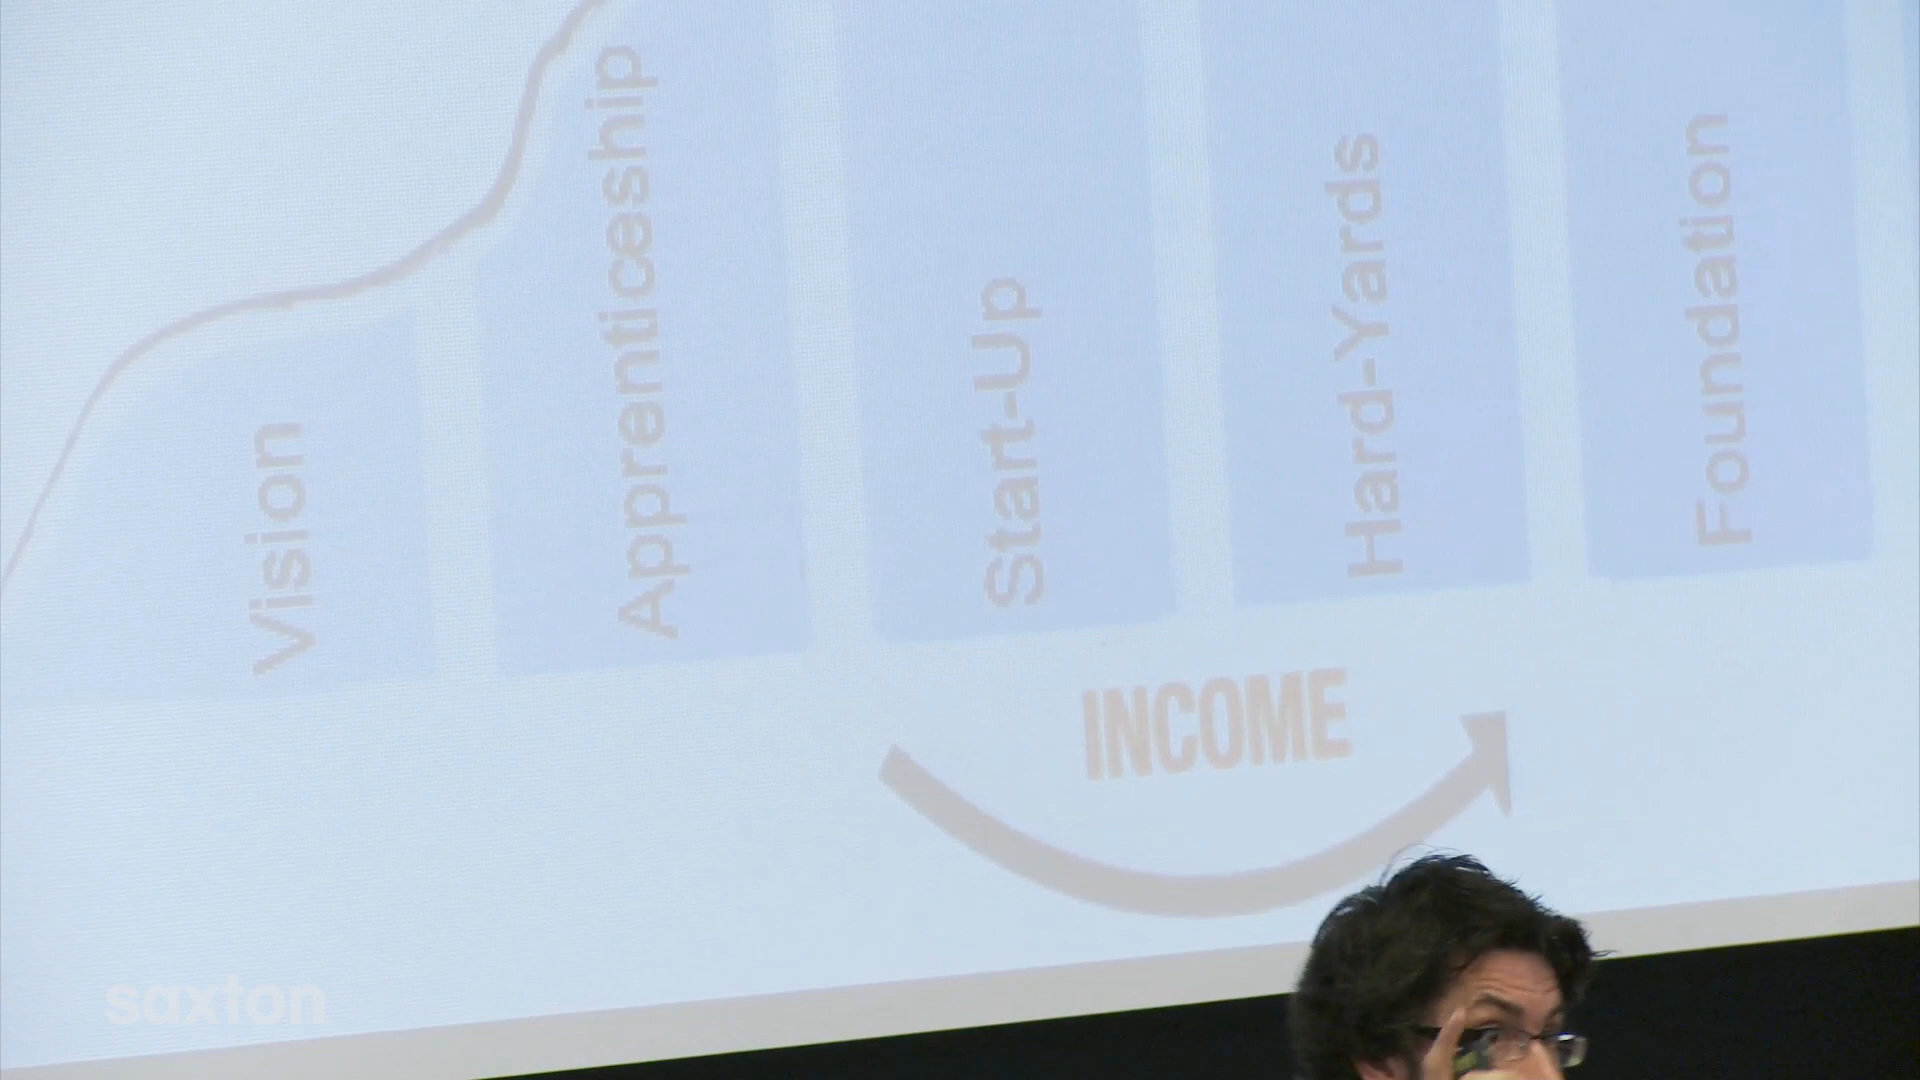 Vision
Apprenticeship
Start-Up
Hard-Yards
Foundation
INCOME
saxton